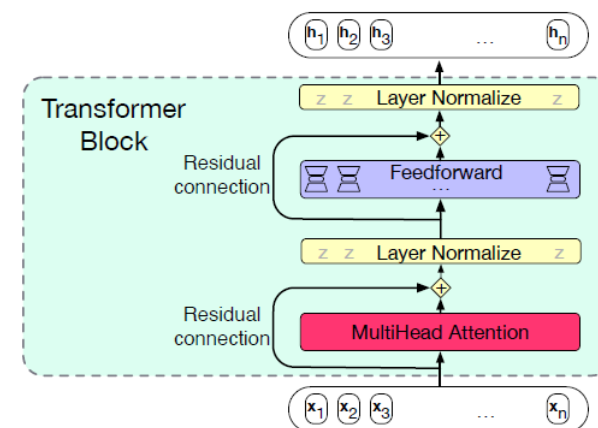 h1 h2 h3 ... hn
Transformer
Block
z z Layer Normalize z
+
Residual
connection
Feedforward
...
z z Layer Normalize z
+
Residual
connection
MultiHead Attention
x1 x2 x3 ... xn